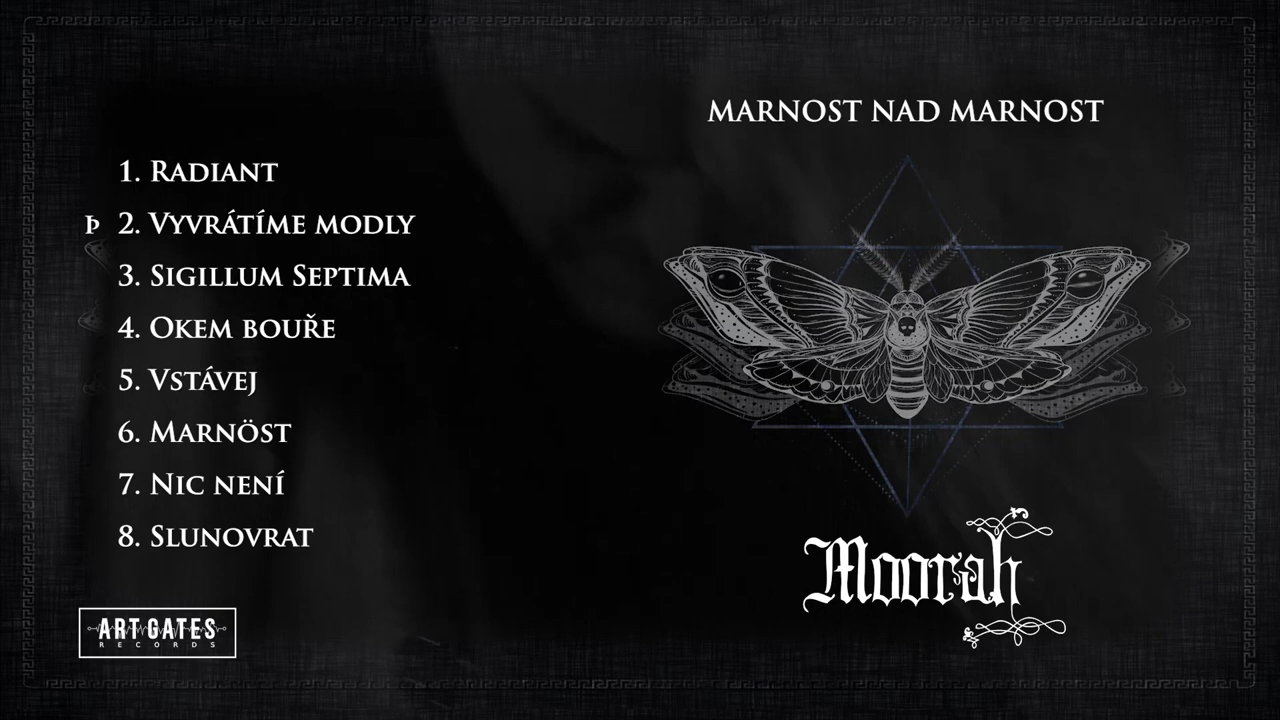 MARNOST NAD MARNOST
1. RADIANT
Þ 2. VYVRÁTÍME MODLY
3. SIGILLUM SEPTIMA
4. OKEM BOUŘE
5. VSTÁVEJ
6. MARNÖST
7. NIC NENÍ
8. SLUNOVRAT
Moorah
ART GATES
RECORDS